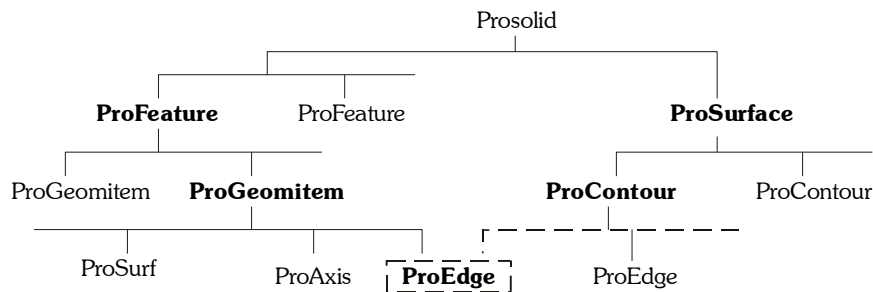 Prosolid
ProFeature
ProFeature
ProSurface
ProGeomitem
ProGeomitem
ProContour
ProContour
ProSurf
ProAxis
ProEdge
ProEdge